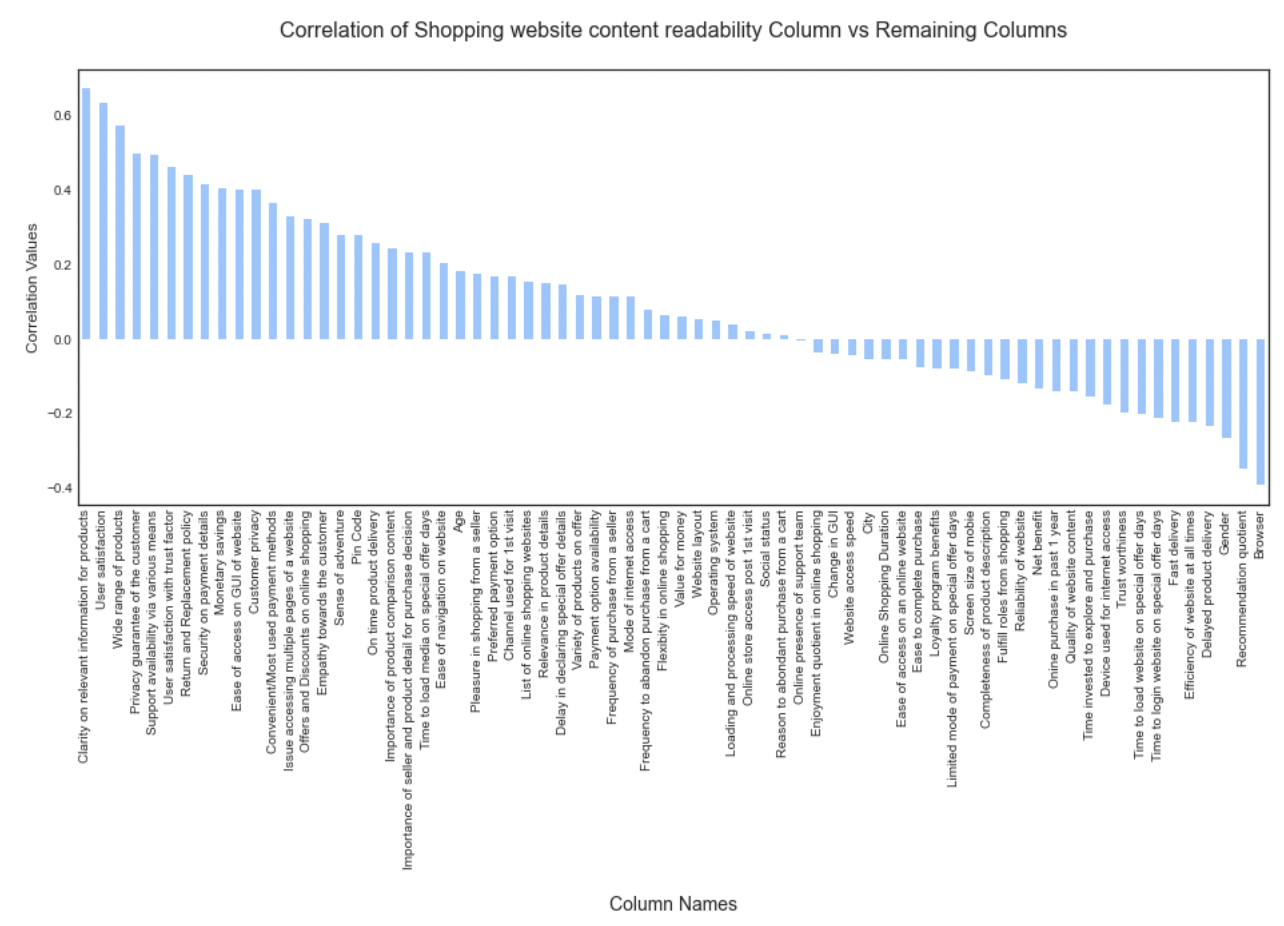 Correlation of Shopping website content readability Column vs Remaining Columns
Correlation Values
0.6
0.4
0.2
0.0
−0.2
−0.4
Clarity on relevant information for products
User satisfaction
Wide range of products
Privacy guarantee of the customer
Support availability via various means
User satisfaction with trust factor
Return and Replacement policy
Security on payment details
Monetary savings
Ease of access on GUI of website
Customer privacy
Convenient/Most used payment methods
Issue accessing multiple pages of a website
Offers and Discounts on online shopping
Empathy towards the customer
Sense of adventure
Pin Code
On time product delivery
Importance of product comparison content
Importance of seller and product detail for purchase decision
Time to load media on special offer days
Ease of navigation on website
Age
Pleasure in shopping from a seller
Preferred payment option
Channel used for 1st visit
List of online shopping websites
Relevance in product details
Delay in declaring special offer details
Variety of products on offer
Payment option availability
Frequency of purchase from a seller
Mode of internet access
Frequency to abandon purchase from a cart
Flexibity in online shopping
Value for money
Website layout
Operating system
Loading and processing speed of website
Online store access post 1st visit
Social status
Reason to abondant purchase from a cart
Online presence of support team
Enjoyment quotient in online shopping
Change in GUI
Website access speed
City
Online Shopping Duration
Ease of access on an online website
Ease to complete purchase
Loyalty program benefits
Limited mode of payment on special offer days
Screen size of mobie
Completeness of product description
Fulfill roles from shopping
Reliability of website
Net benefit
Onine purchase in past 1 year
Quality of website content
Time invested to explore and purchase
Device used for internet access
Trust worthiness
Time to load website on special offer days
Time to login website on special offer days
Fast delivery
Efficiency of website at all times
Delayed product delivery
Gender
Recommendation quotient
Browser
Column Names